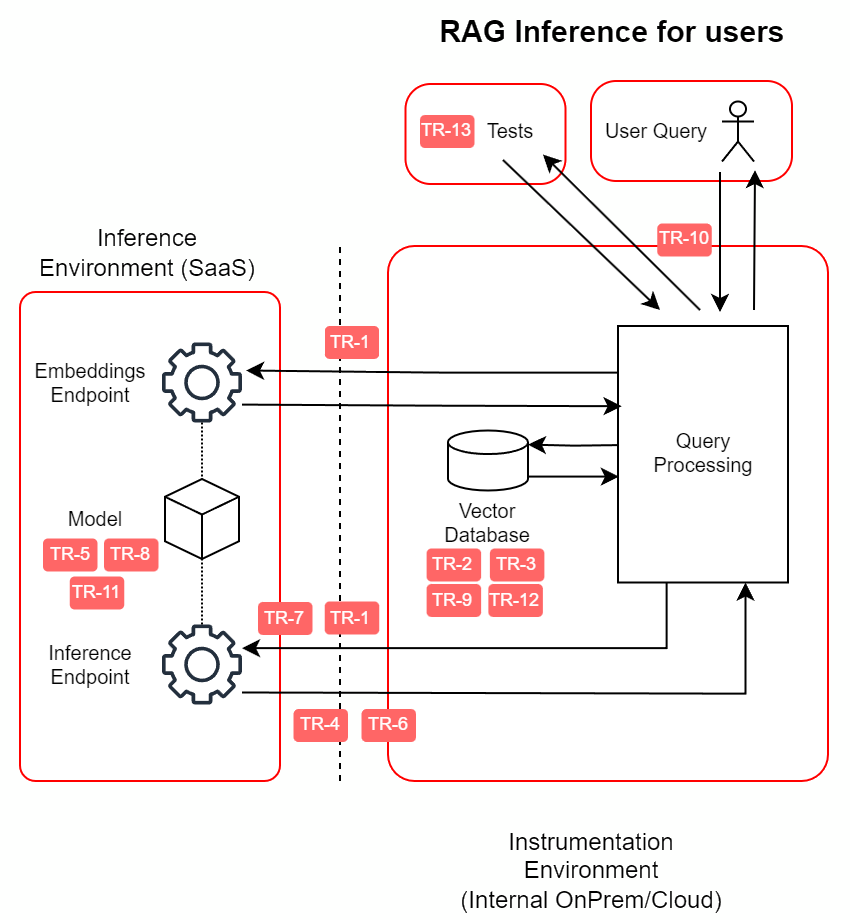 RAG Inference for users
TR-13 Tests
User Query
TR-10
Inference
Environment (SaaS)
TR-1
Embeddings
Endpoint
Query
Processing
Vector
Database
TR-2 TR-3
TR-9 TR-12
Model
TR-5 TR-8
TR-11
TR-7 TR-1
Inference
Endpoint
TR-4 TR-6
Instrumentation
Environment
(Internal OnPrem/Cloud)